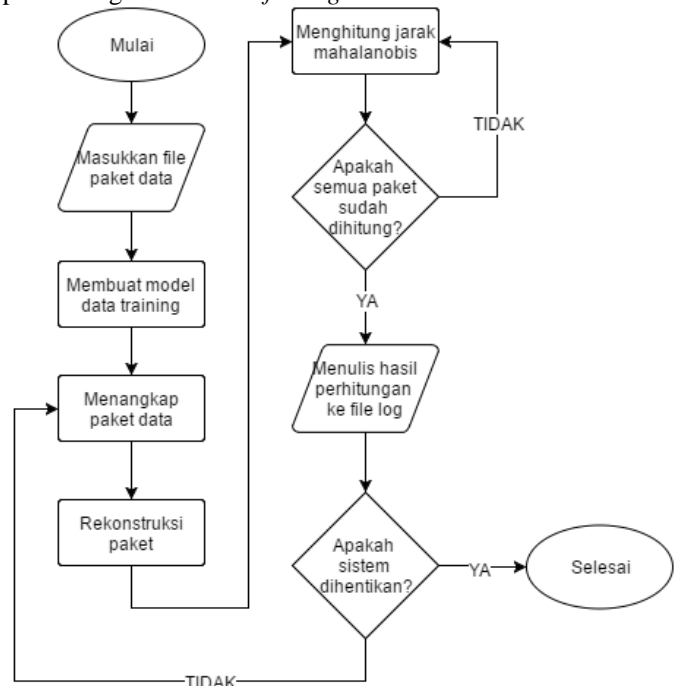 Mulai
Masukkan file
paket data
Membuat model
data training
Menangkap
paket data
Rekonstruksi
paket
Menghitung jarak
mahalanobis
TIDAK
Apakah
semua paket
sudah
dihitung?
YA
Menulis hasil
perhitungan
ke file log
Apakah
sistem
dihentikan?
YA
Selesai
TIDAK